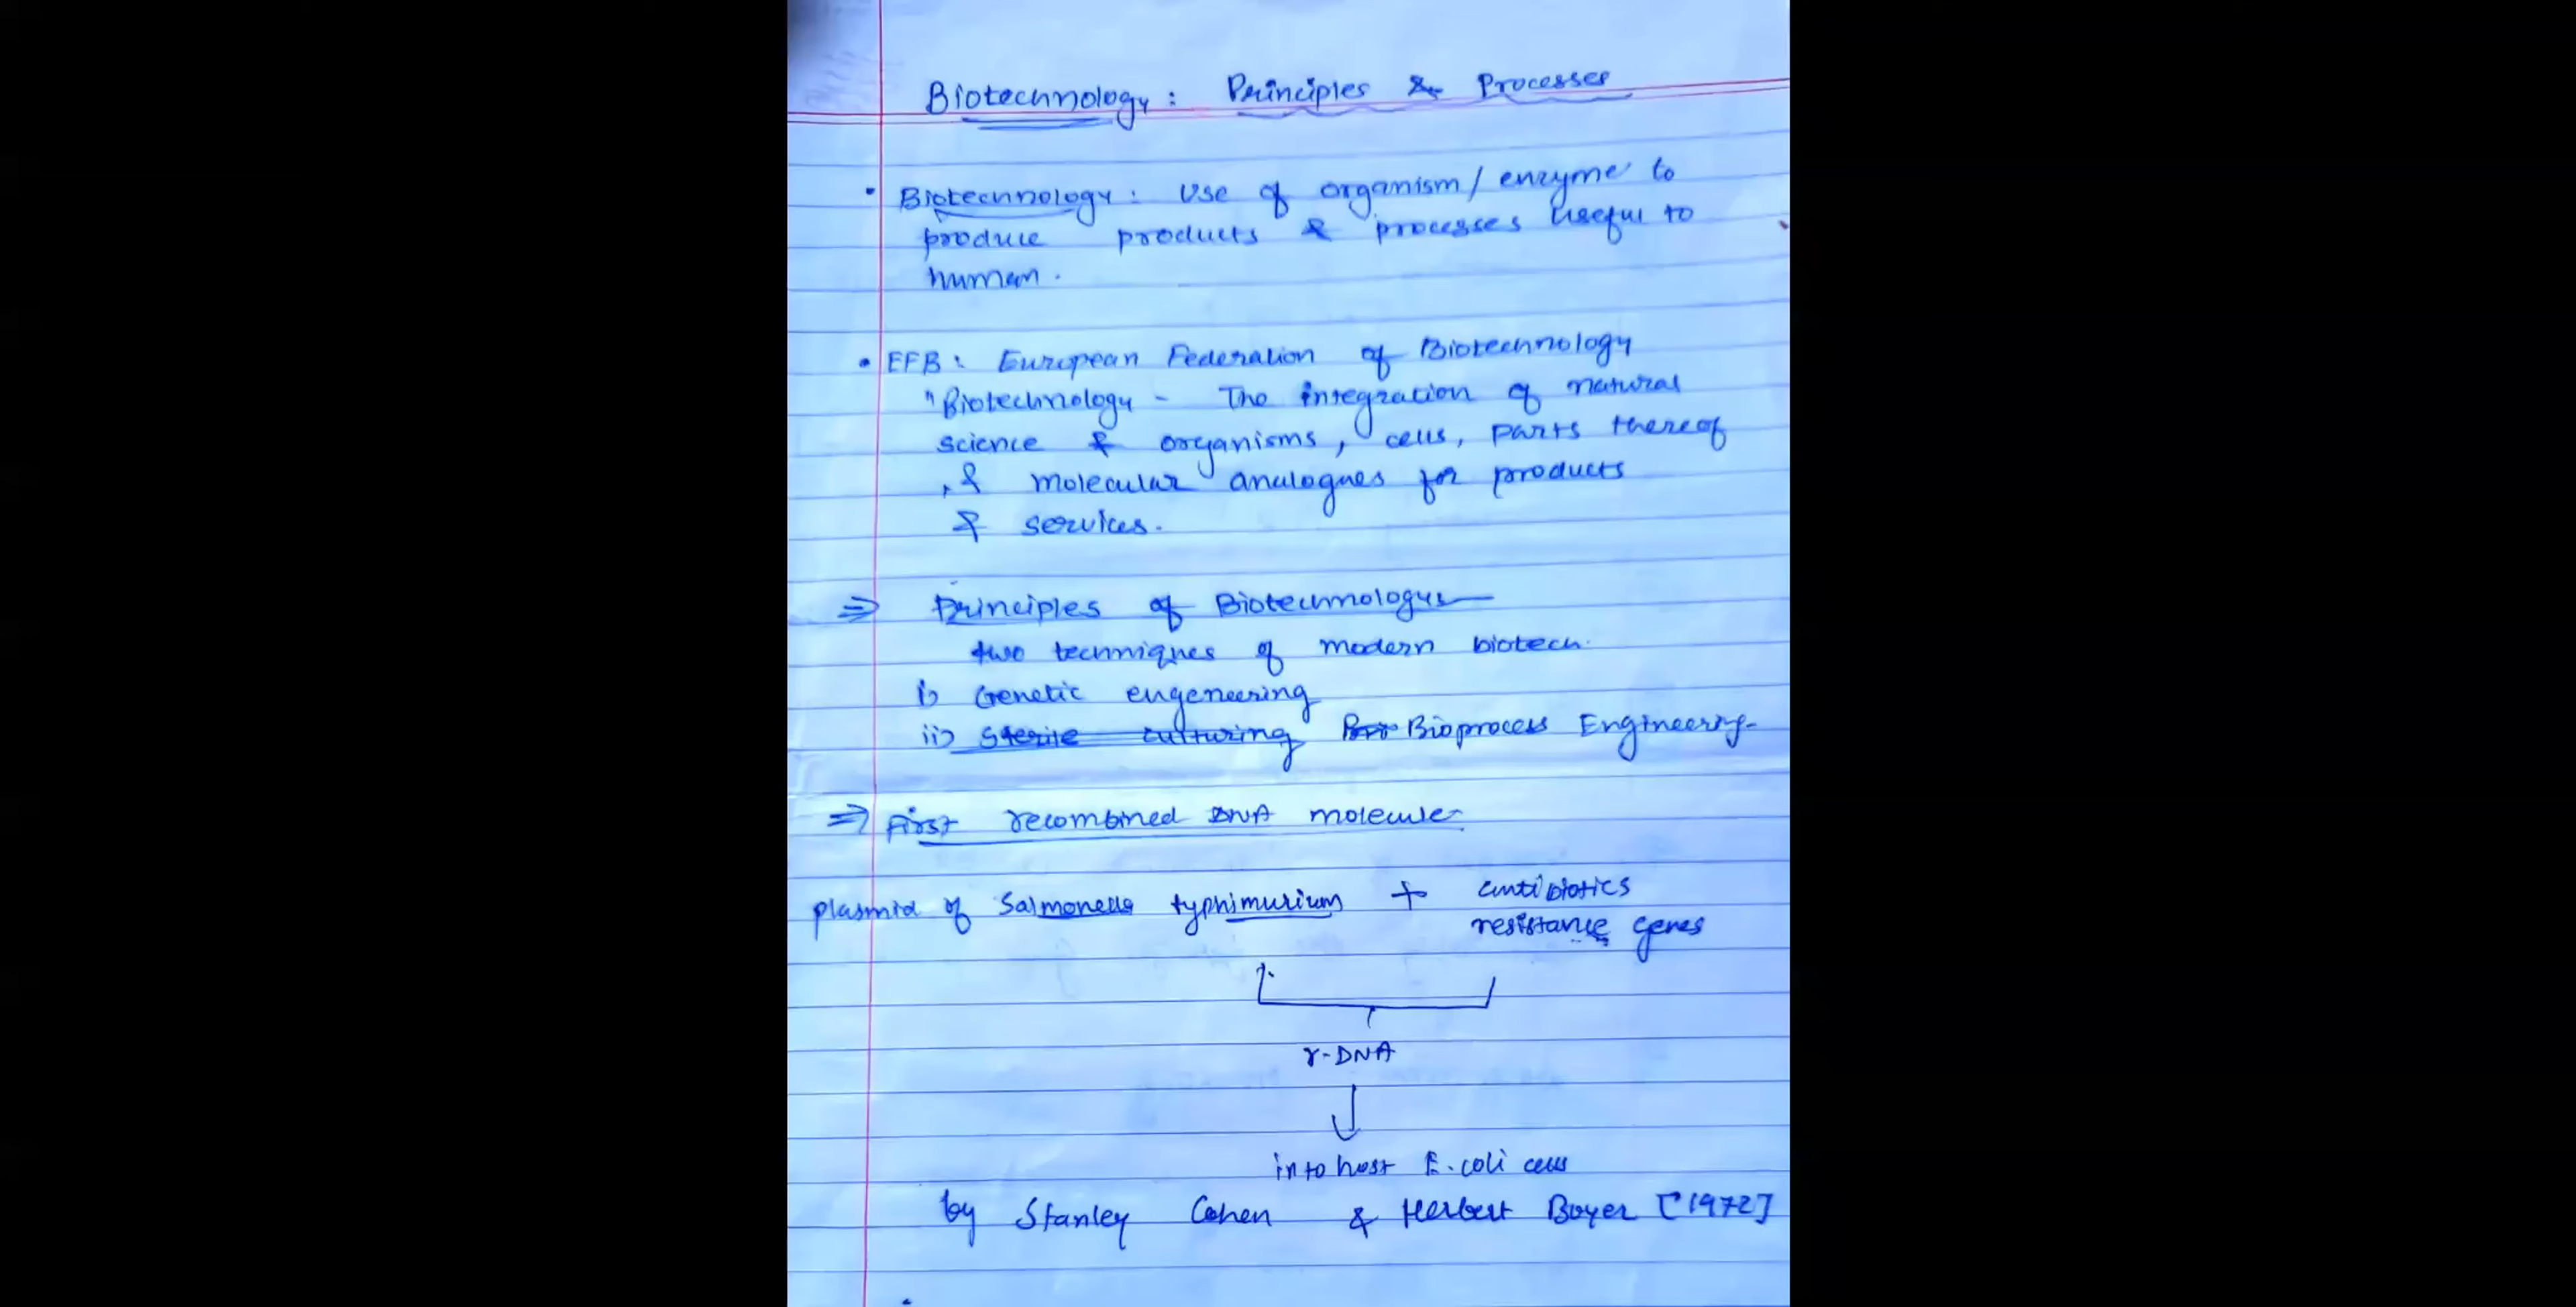 Biotechnology: Principles & Processes
• Biotechnology: Use of organism/enzyme to
produce products & processes useful to
human.
• EFB: European Federation of Biotechnology
"Biotechnology - The integration of natural
science & organisms, cells, parts thereof
, & molecular analogues for products
& services.
⇒ Principles of Biotechnology
two techniques of modern biotech.
i) Genetic engeneering
ii) Sterile culturing Bioprocess Engineering
⇒ First recombined DNA molecule
plasmid of Salmonella typhimurium + antibiotics
resistance genes
r-DNA
↓
into host E.coli cells
by Stanley Cohen & Herbert Boyer [1972]